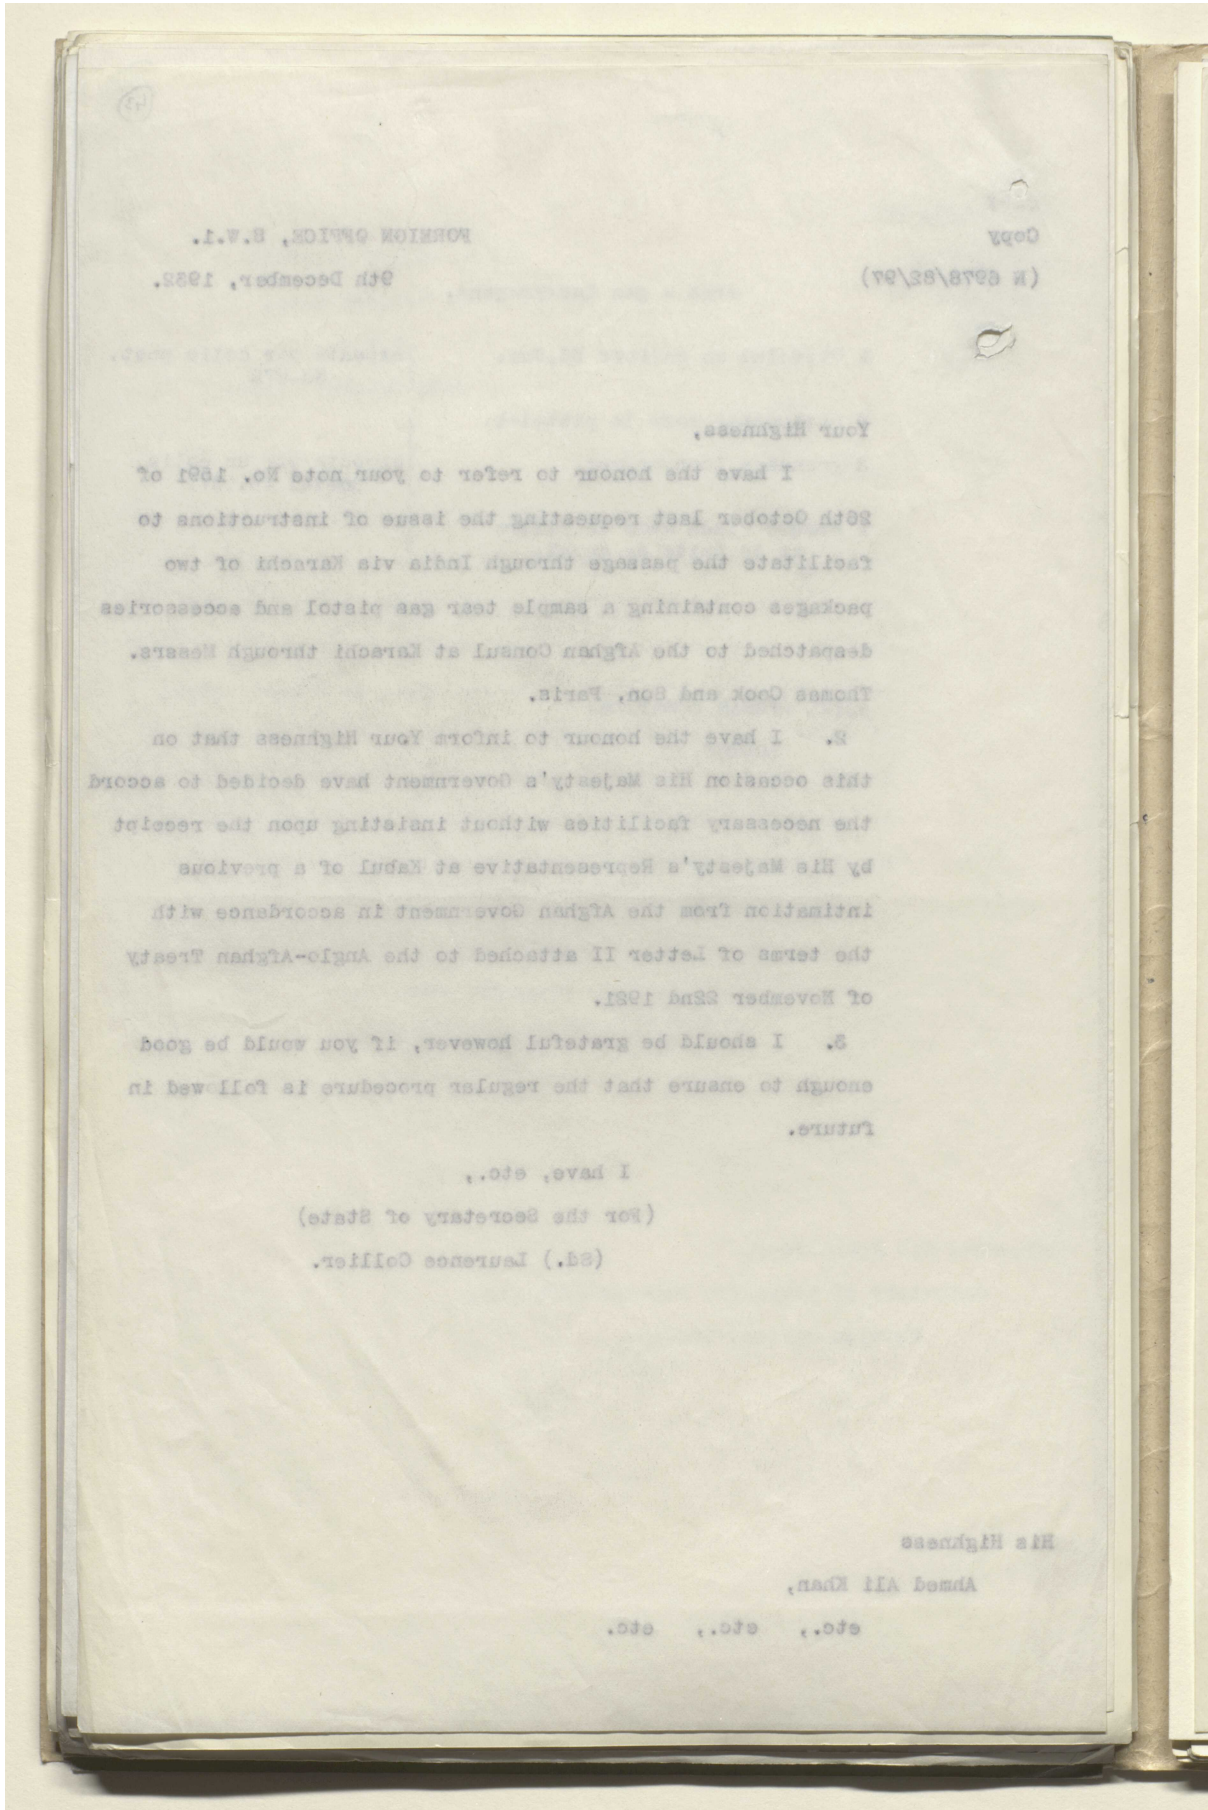 Copy
FOREIGN OFFICE, S.W.1.
(N 6978/82/97)
9th December, 1932.
Your Highness,
I have the honour to refer to your note No. 1691 of
26th October last requesting the issue of instructions to
facilitate the passage through India via Karachi of two
packages containing a sample tear gas pistol and accessories
despatched to the Afghan Consul at Karachi through Messrs.
Thomas Cook and Son, Paris.
2. I have the honour to inform Your Highness that on
this occasion His Majesty's Government have decided to accord
the necessary facilities without insisting upon the receipt
by His Majesty's Representative at Kabul of a previous
intimation from the Afghan Government in accordance with
the terms of Letter II attached to the Anglo-Afghan Treaty
of November 22nd 1921.
3. I should be grateful however, if you would be good
enough to ensure that the regular procedure is followed in
future.
I have, etc.,
(For the Secretary of State)
(Sd.) Laurence Collier.
His Highness
Ahmed Ali Khan,
etc., etc., etc.